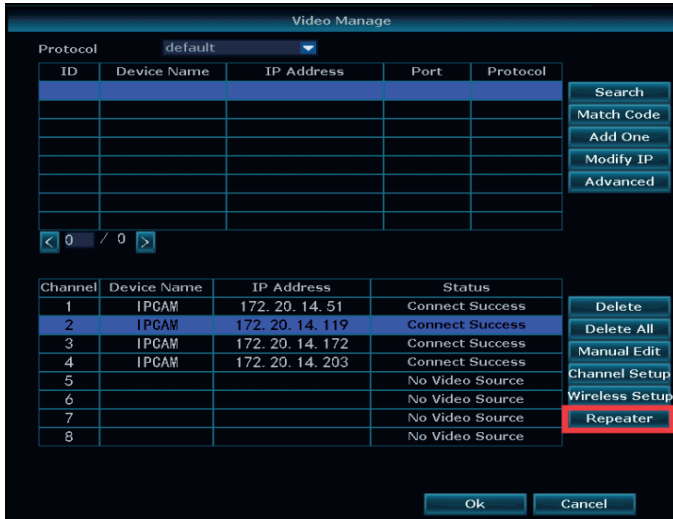 Video Manage
Protocol default
ID Device Name IP Address Port Protocol
Search
Match Code
Add One
Modify IP
Advanced
< 0 / 0 >
Channel Device Name IP Address Status
1 IPCAM 172. 20. 14. 51 Connect Success Delete
2 IPCAM 172. 20. 14. 119 Connect Success Delete All
3 IPCAM 172. 20. 14. 172 Connect Success Manual Edit
4 IPCAM 172. 20. 14. 203 Connect Success Channel Setup
5 No Video Source
6 No Video Source Wireless Setup
7 No Video Source Repeater
8 No Video Source
Ok Cancel